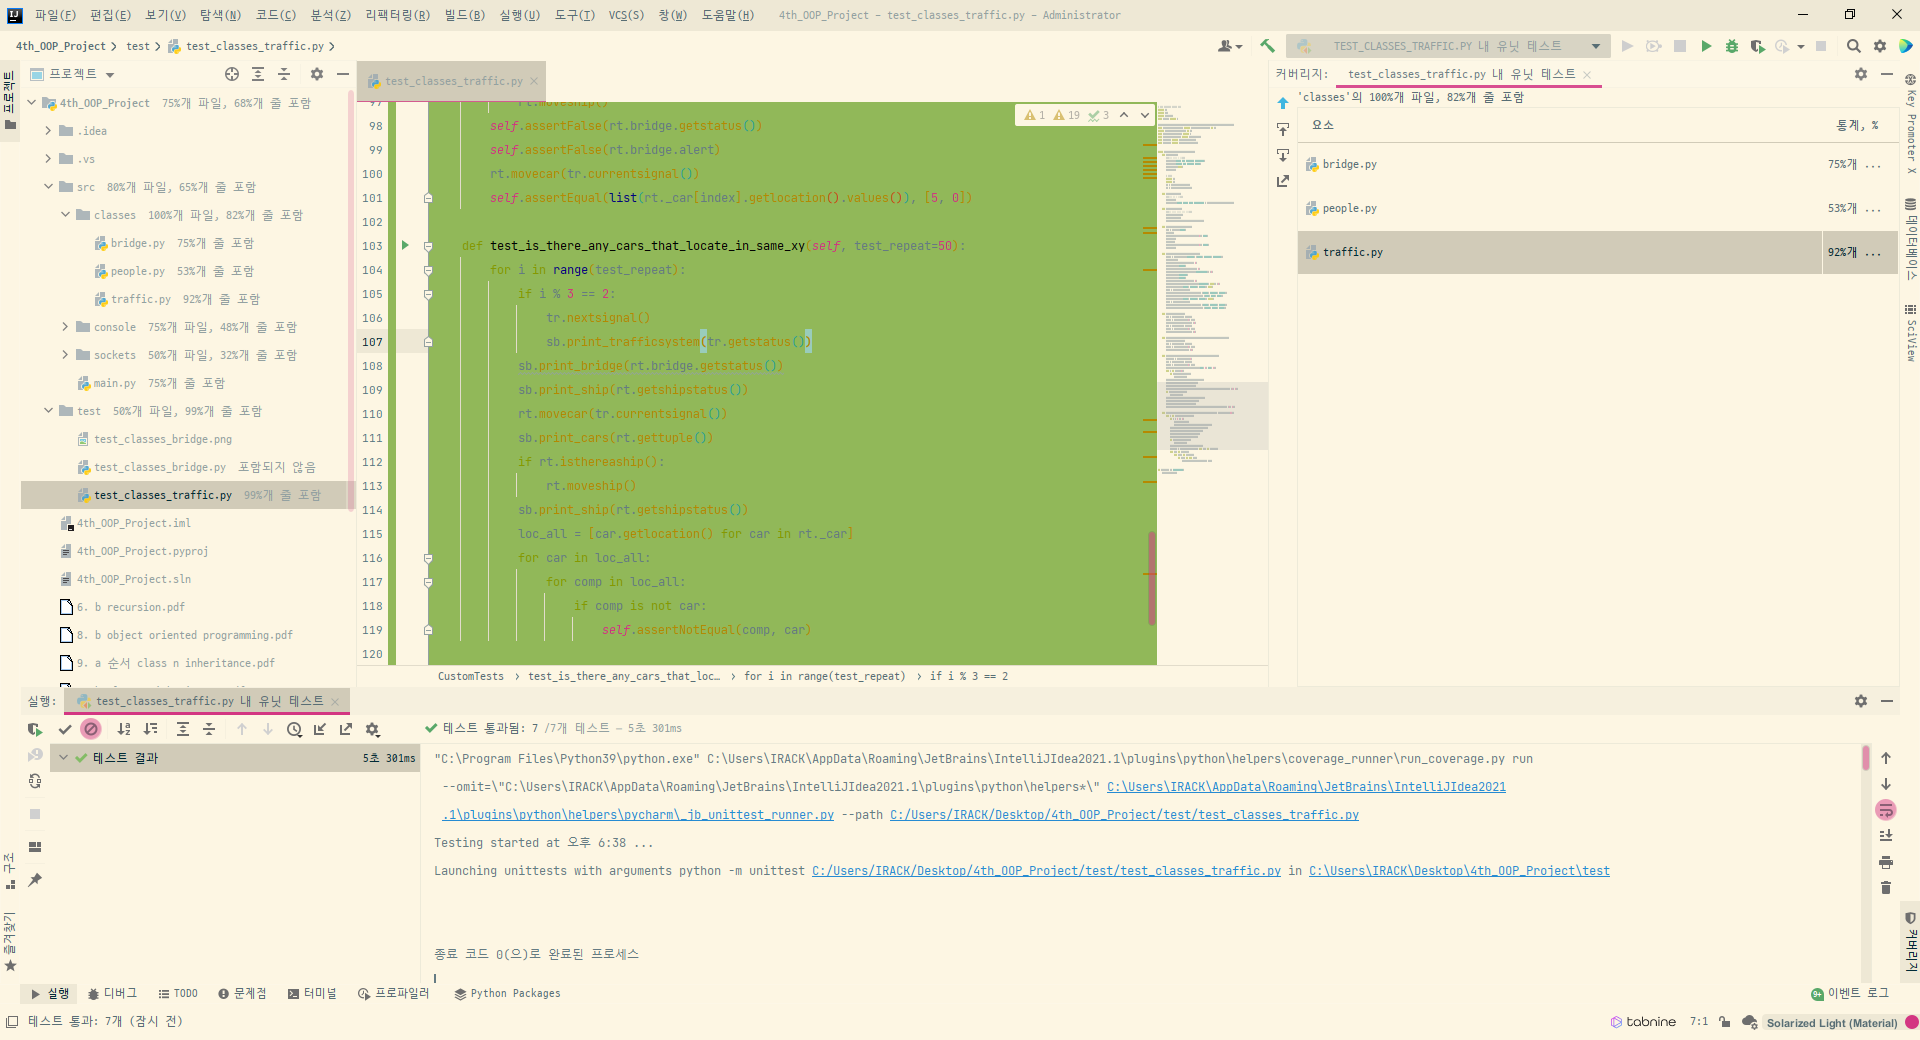 파일(F) 편집(E) 보기(V) 탐색(N) 코드(C) 분석(Z) 리팩터링(R) 빌드(B) 실행(U) 도구(T) VCS(S) 창(W) 도움말(H) 4th_OOP_Project – test_classes_traffic.py – Administrator
4th_OOP_Project test test_classes_traffic.py
TEST_CLASSES_TRAFFIC.PY 내 유닛 테스트
프로젝트
프로젝트
4th_OOP_Project 75%개 파일, 68%개 줄 포함
.idea
.vs
src 80%개 파일, 65%개 줄 포함
classes 100%개 파일, 82%개 줄 포함
bridge.py 75%개 줄 포함
people.py 53%개 줄 포함
traffic.py 92%개 줄 포함
console 75%개 파일, 48%개 줄 포함
sockets 50%개 파일, 32%개 줄 포함
main.py 75%개 줄 포함
test 50%개 파일, 99%개 줄 포함
test_classes_bridge.png
test_classes_bridge.py 포함되지 않음
test_classes_traffic.py 99%개 줄 포함
4th_OOP_Project.iml
4th_OOP_Project.pyproj
4th_OOP_Project.sln
6. b recursion.pdf
8. b object oriented programming.pdf
9. a 순서 class n inheritance.pdf
test_classes_traffic.py
1 19 3
97 rt.moveship()
98 self.assertFalse(rt.bridge.getstatus())
99 self.assertFalse(rt.bridge.alert)
100 rt.movecar(tr.currentsignal())
101 self.assertEqual(list(rt._car[index].getlocation().values()), [5, 0])
102
103 def test_is_there_any_cars_that_locate_in_same_xy(self, test_repeat=50):
104 for i in range(test_repeat):
105 if i % 3 == 2:
106 tr.nextsignal()
107 sb.print_trafficsystem(tr.getstatus())
108 sb.print_bridge(rt.bridge.getstatus())
109 sb.print_ship(rt.getshipstatus())
110 rt.movecar(tr.currentsignal())
111 sb.print_cars(rt.gettuple())
112 if rt.isthereaship():
113 rt.moveship()
114 sb.print_ship(rt.getshipstatus())
115 loc_all = [car.getlocation() for car in rt._car]
116 for car in loc_all:
117 for comp in loc_all:
118 if comp is not car:
119 self.assertNotEqual(comp, car)
120
CustomTests test_is_there_any_cars_that_loc… for i in range(test_repeat) if i % 3 == 2
커버리지: test_classes_traffic.py 내 유닛 테스트
'classes'의 100%개 파일, 82%개 줄 포함
요소 통계, %
bridge.py 75%개 ...
people.py 53%개 ...
traffic.py 92%개 ...
Key Promoter X
데이터베이스
SciView
실행: test_classes_traffic.py 내 유닛 테스트
테스트 통과됨: 7 /7개 테스트 – 5초 301ms
테스트 결과 5초 301ms
"C:\Program Files\Python39\python.exe" C:\Users\IRACK\AppData\Roaming\JetBrains\IntelliJIdea2021.1\plugins\python\helpers\coverage_runner\run_coverage.py run
--omit=\"C:\Users\IRACK\AppData\Roaming\JetBrains\IntelliJIdea2021.1\plugins\python\helpers*\" C:\Users\IRACK\AppData\Roaming\JetBrains\IntelliJIdea2021
.1\plugins\python\helpers\pycharm\_jb_unittest_runner.py --path C:/Users/IRACK/Desktop/4th_OOP_Project/test/test_classes_traffic.py
Testing started at 오후 6:38 ...
Launching unittests with arguments python -m unittest C:/Users/IRACK/Desktop/4th_OOP_Project/test/test_classes_traffic.py in C:\Users\IRACK\Desktop\4th_OOP_Project\test
종료 코드 0(으)로 완료된 프로세스
구조
즐겨찾기
커버리지
실행 디버그 TODO 문제점 터미널 프로파일러 Python Packages 9+ 이벤트 로그
테스트 통과: 7개 (잠시 전) tabnine 7:1 Solarized Light (Material)